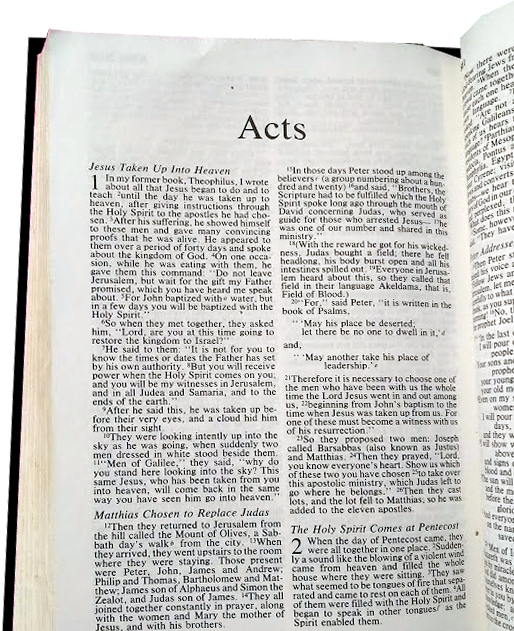 Acts
Jesus Taken Up Into Heaven
1 In my former book, Theophilus, I wrote
about all that Jesus began to do and to
teach ²until the day he was taken up to
heaven, after giving instructions through
the Holy Spirit to the apostles he had cho-
sen. ³After his suffering, he showed himself
to these men and gave many convincing
proofs that he was alive. He appeared to
them over a period of forty days and spoke
about the kingdom of God. ⁴On one occa-
sion, while he was eating with them, he
gave them this command: "Do not leave
Jerusalem, but wait for the gift my Father
promised, which you have heard me speak
about. ⁵For John baptized with water, but
in a few days you will be baptized with the
Holy Spirit."
⁶So when they met together, they asked
him, "Lord, are you at this time going to
restore the kingdom to Israel?"
⁷He said to them: "It is not for you to
know the times or dates the Father has set
by his own authority. ⁸But you will receive
power when the Holy Spirit comes on you;
and you will be my witnesses in Jerusalem,
and in all Judea and Samaria, and to the
ends of the earth."
⁹After he said this, he was taken up be-
fore their very eyes, and a cloud hid him
from their sight.
¹⁰They were looking intently up into the
sky as he was going, when suddenly two
men dressed in white stood beside them.
¹¹"Men of Galilee," they said, "why do
you stand here looking into the sky? This
same Jesus, who has been taken from you
into heaven, will come back in the same
way you have seen him go into heaven."
Matthias Chosen to Replace Judas
¹²Then they returned to Jerusalem from
the hill called the Mount of Olives, a Sab-
bath day's walk from the city. ¹³When
they arrived, they went upstairs to the room
where they were staying. Those present
were Peter, John, James and Andrew;
Philip and Thomas, Bartholomew and Mat-
thew; James son of Alphaeus and Simon the
Zealot, and Judas son of James. ¹⁴They all
joined together constantly in prayer, along
with the women and Mary the mother of
Jesus, and with his brothers.
¹⁵In those days Peter stood up among the
believers (a group numbering about a hun-
dred and twenty) ¹⁶and said, "Brothers, the
Scripture had to be fulfilled which the Holy
Spirit spoke long ago through the mouth of
David concerning Judas, who served as
guide for those who arrested Jesus— ¹⁷he
was one of our number and shared in this
ministry."
¹⁸(With the reward he got for his wicked-
ness, Judas bought a field; there he fell
headlong, his body burst open and all his
intestines spilled out. ¹⁹Everyone in Jerusa-
lem heard about this, so they called that
field in their language Akeldama, that is,
Field of Blood.)
²⁰"For," said Peter, "it is written in the
book of Psalms,
"'May his place be deserted;
let there be no one to dwell in it,'
and,
"'May another take his place of
leadership.'
²¹Therefore it is necessary to choose one of
the men who have been with us the whole
time the Lord Jesus went in and out among
us, ²²beginning from John's baptism to the
time when Jesus was taken up from us. For
one of these must become a witness with us
of his resurrection."
²³So they proposed two men: Joseph
called Barsabbas (also known as Justus)
and Matthias. ²⁴Then they prayed, "Lord,
you know everyone's heart. Show us which
of these two you have chosen ²⁵to take over
this apostolic ministry, which Judas left to
go where he belongs." ²⁶Then they cast
lots, and the lot fell to Matthias; so he was
added to the eleven apostles.
The Holy Spirit Comes at Pentecost
2 When the day of Pentecost came, they
were all together in one place. ²Sudden-
ly a sound like the blowing of a violent wind
came from heaven and filled the whole
house where they were sitting. ³They saw
what seemed to be tongues of fire that sepa-
rated and came to rest on each of them. ⁴All
of them were filled with the Holy Spirit and
began to speak in other tongues as the
Spirit enabled them.